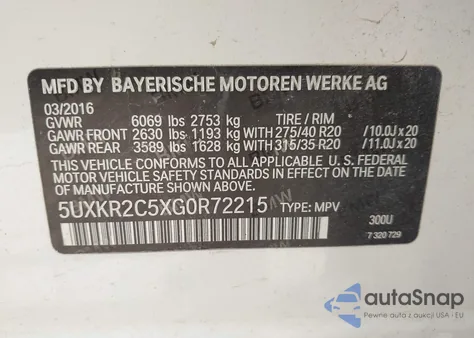 MFD BY BAYERISCHE MOTOREN WERKE AG
03/2016
GVWR 6069 lbs 2753 kg TIRE / RIM
GAWR FRONT 2630 lbs 1193 kg WITH 275/40 R20 /10.0J x 20
GAWR REAR 3589 lbs 1628 kg WITH 315/35 R20 /11.0J x 20
THIS VEHICLE CONFORMS TO ALL APPLICABLE U. S. FEDERAL
MOTOR VEHICLE SAFETY STANDARDS IN EFFECT ON THE DATE
OF MANUFACTURE SHOWN ABOVE.
5UXKR2C5XG0R72215 TYPE: MPV
300U
7 320 729
autoSnap
Pewne auto z USA - EU